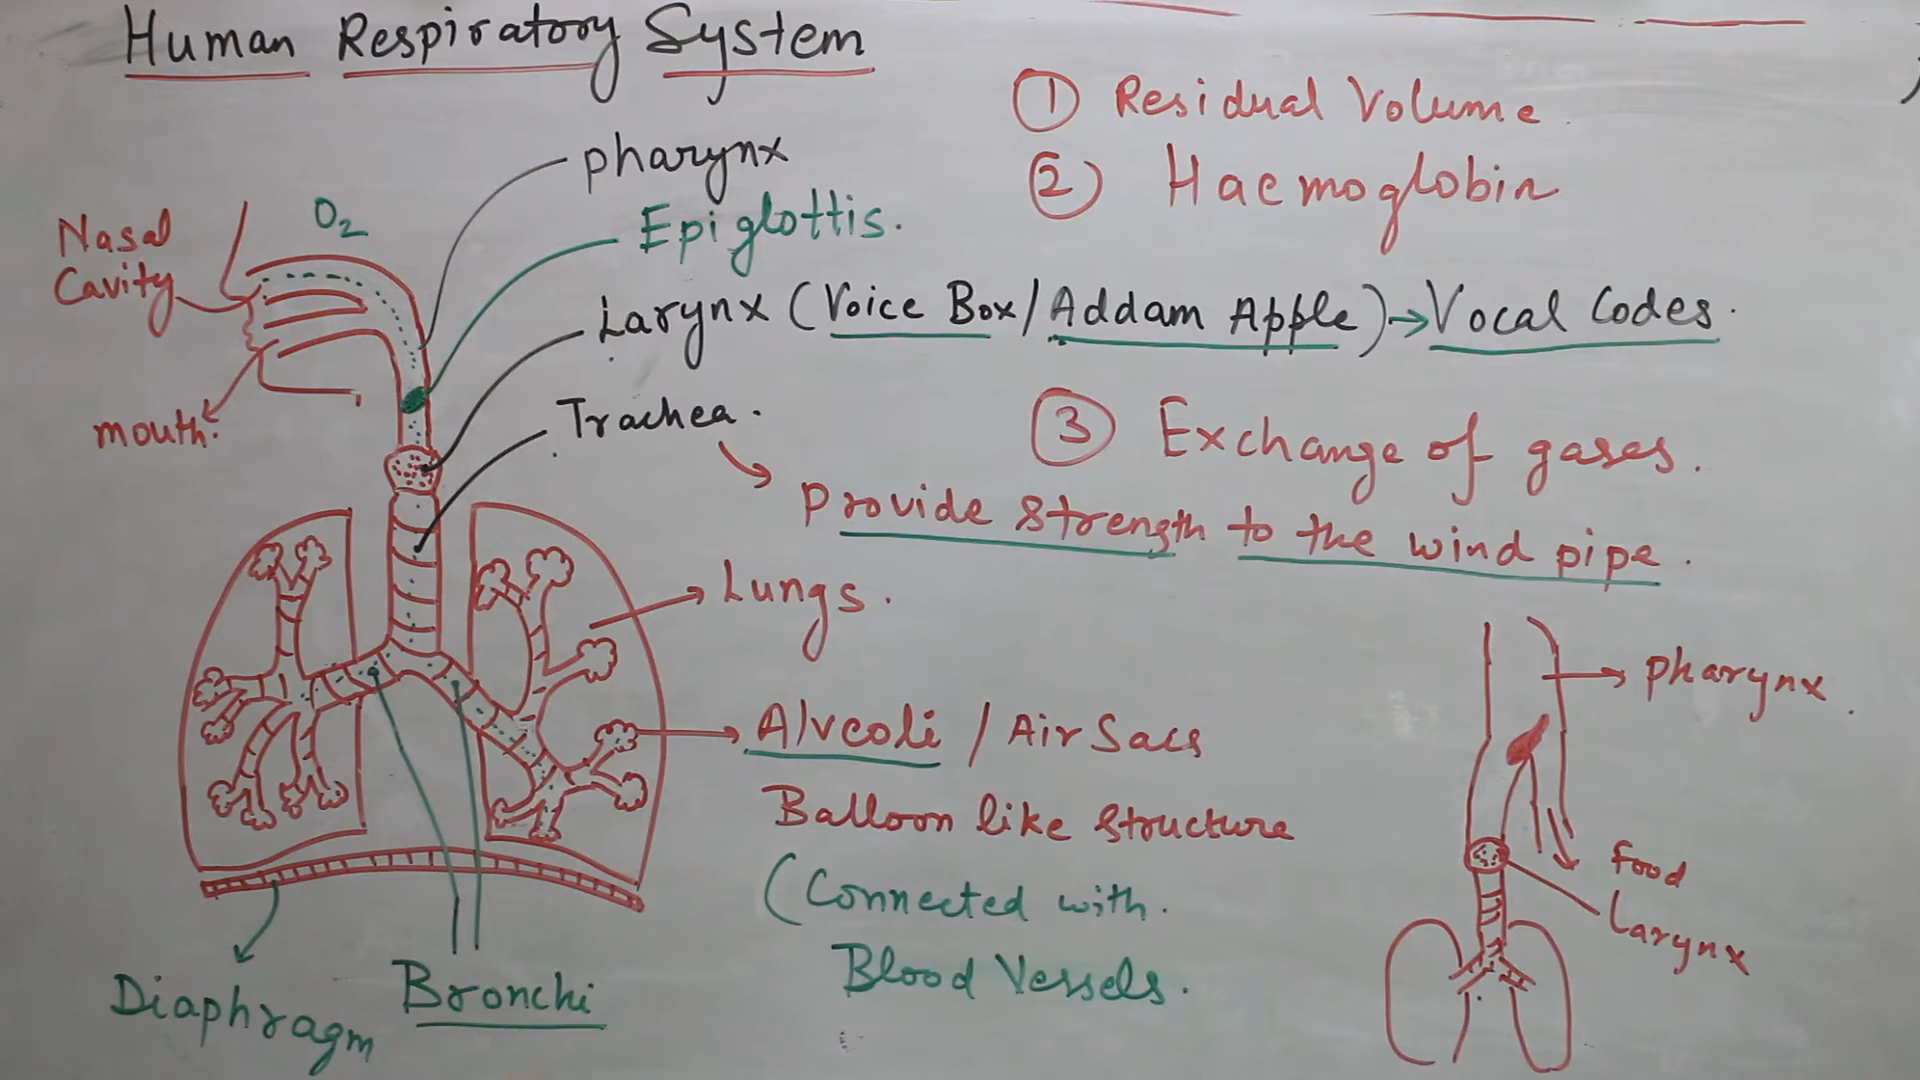 Human Respiratory System
① Residual Volume
② Haemoglobin
pharynx
Epiglottis.
O2
Nasal
Cavity
Larynx (Voice Box/Addam Apple)→Vocal Codes.
mouth
Trachea.
③ Exchange of gases.
Provide strength to the wind pipe.
Lungs.
pharynx
Alveoli / Air Sacs
Balloon like structure
(Connected with.
Blood Vessels.
Food
Larynx
Diaphragm
Bronchi